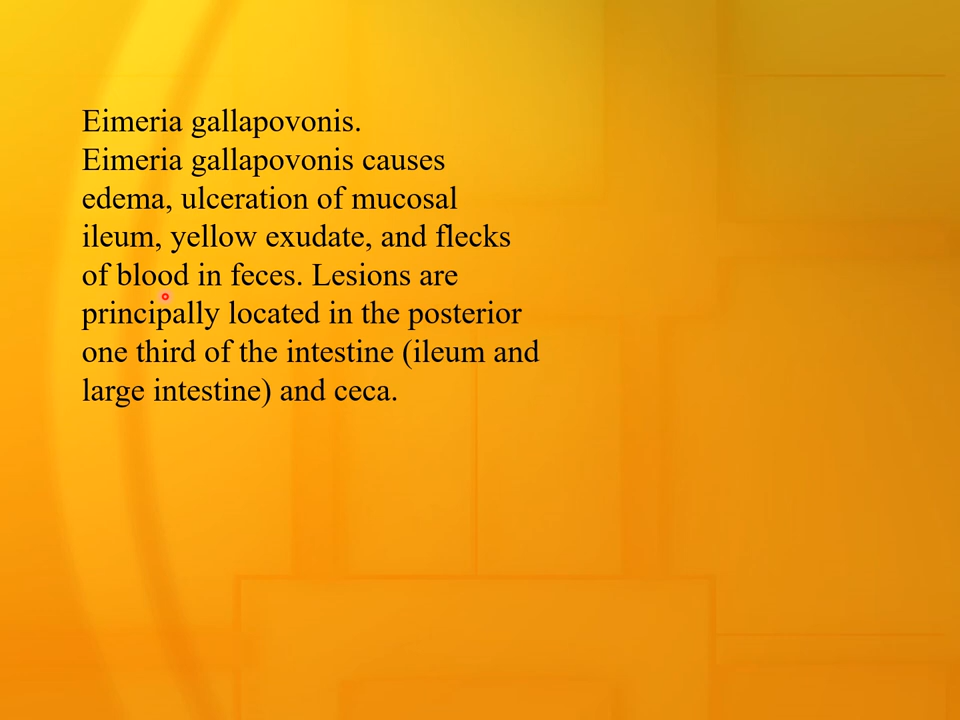 Eimeria gallapovonis.
Eimeria gallapovonis causes
edema, ulceration of mucosal
ileum, yellow exudate, and flecks
of blood in feces. Lesions are
principally located in the posterior
one third of the intestine (ileum and
large intestine) and ceca.